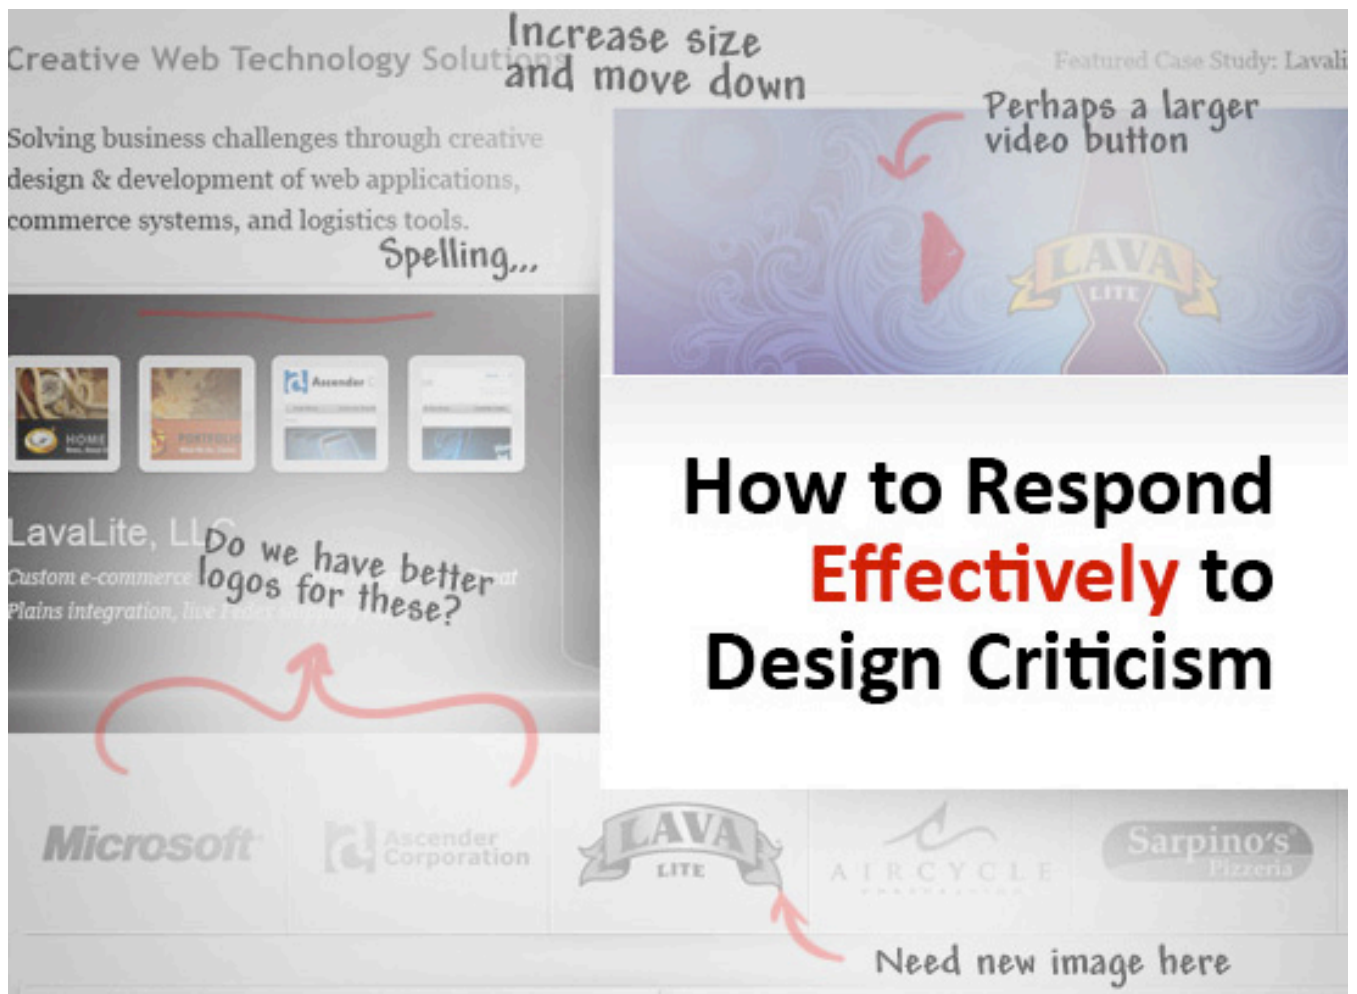 Increase size
and move down
Creative Web Technology Solutions
Featured Case Study: Lavali
Perhaps a larger
video button
Solving business challenges through creative
design & development of web applications,
commerce systems, and logistics tools.
Spelling...
LAVA
LITE
Ascender C
HOME
PORTFOLIO
How to Respond
Effectively to
Design Criticism
LavaLite, LLC
Do we have better
logos for these?
Custom e-commerce
Plains integration, live Fedex
Microsoft
Ascender
Corporation
LAVA
LITE
AIRCYCLE
Sarpino's
Pizzeria
Need new image here